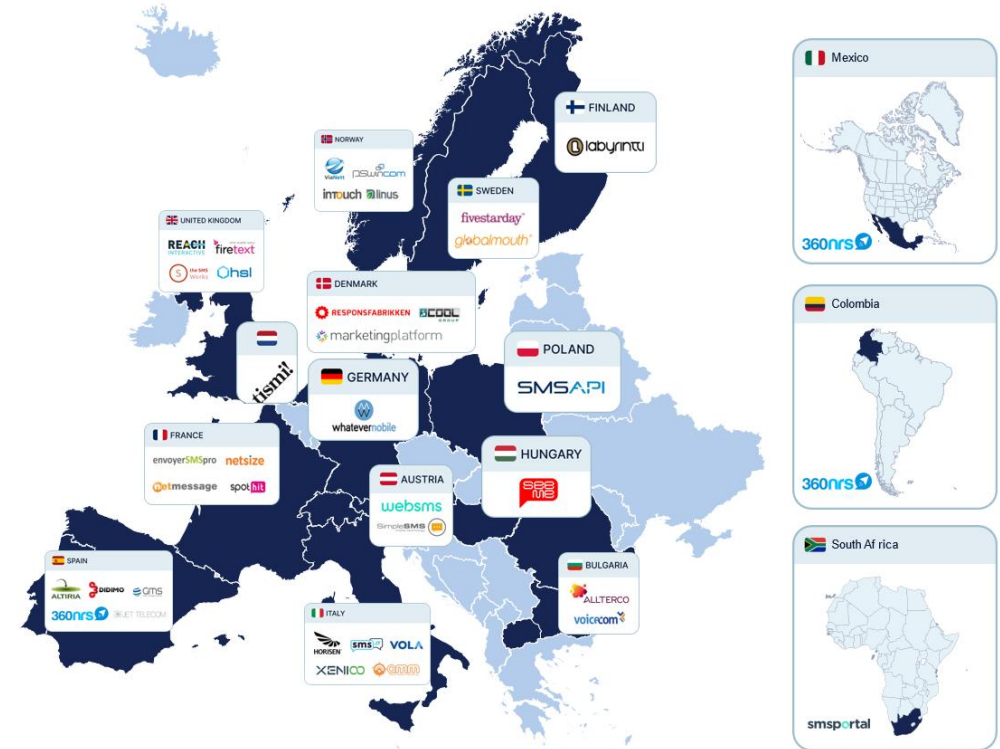 Mexico
360nrs
FINLAND
labyrintti
NORWAY
ViaNett PSWinCom
inTouch linus
SWEDEN
fivestarday
globalmouth
UNITED KINGDOM
REACH INTERACTIVE firetext
the SMS Works hsl
DENMARK
RESPONSFABRIKKEN COOL GROUP
marketingplatform
Colombia
360nrs
tismi!
GERMANY
whatevermobile
POLAND
SMSAPI
FRANCE
envoyerSMSpro netsize
netmessage spothit
AUSTRIA
websms
SimpleSMS
HUNGARY
SEE ME
South Af rica
smsportal
SPAIN
ALTIRIA DIDIMO GMS
360nrs JET TELECOM
BULGARIA
ALLTERCO
voicecom
ITALY
HORISEN sms VOLA
XENIOO amm